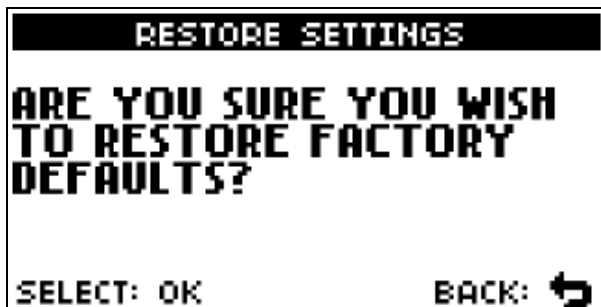 RESTORE SETTINGS
ARE YOU SURE YOU WISH
TO RESTORE FACTORY
DEFAULTS?
SELECT: OK BACK: